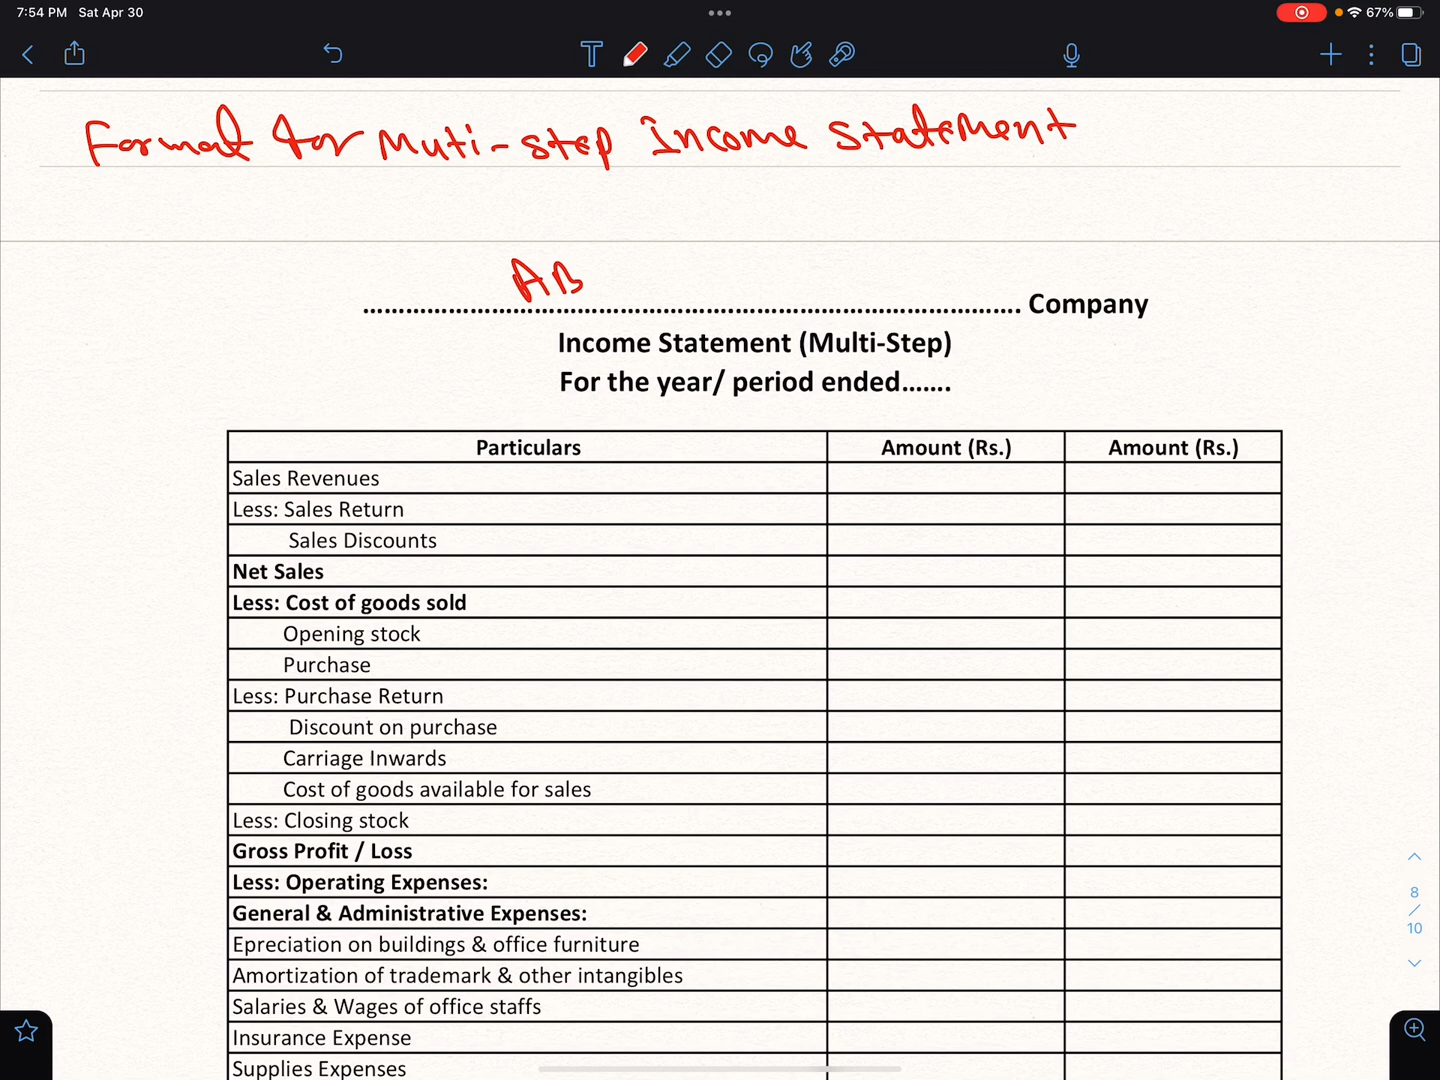 7:54 PM Sat Apr 30
67%
Format for Muti-step Income Statement
AB
................................................................................ Company
Income Statement (Multi-Step)
For the year/ period ended.......
Particulars Amount (Rs.) Amount (Rs.)
Sales Revenues
Less: Sales Return
Sales Discounts
Net Sales
Less: Cost of goods sold
Opening stock
Purchase
Less: Purchase Return
Discount on purchase
Carriage Inwards
Cost of goods available for sales
Less: Closing stock
Gross Profit / Loss
Less: Operating Expenses:
General & Administrative Expenses:
Epreciation on buildings & office furniture
Amortization of trademark & other intangibles
Salaries & Wages of office staffs
Insurance Expense
Supplies Expenses
8
/
10